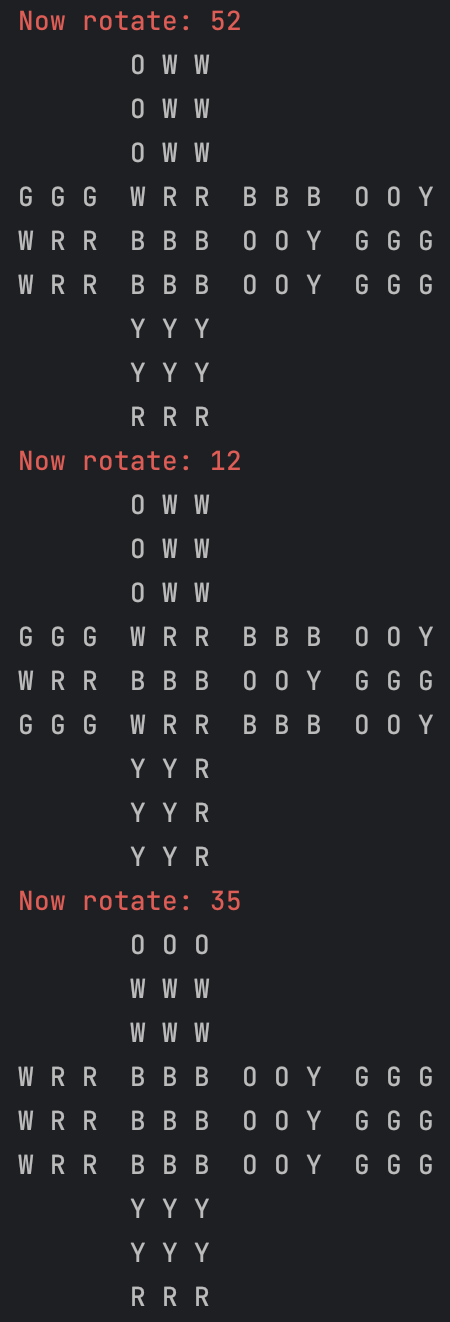 Now rotate: 52
O W W
O W W
O W W
G G G W R R B B B O O Y
W R R B B B O O Y G G G
W R R B B B O O Y G G G
Y Y Y
Y Y Y
R R R
Now rotate: 12
O W W
O W W
O W W
G G G W R R B B B O O Y
W R R B B B O O Y G G G
G G G W R R B B B O O Y
Y Y R
Y Y R
Y Y R
Now rotate: 35
O O O
W W W
W W W
W R R B B B O O Y G G G
W R R B B B O O Y G G G
W R R B B B O O Y G G G
Y Y Y
Y Y Y
R R R